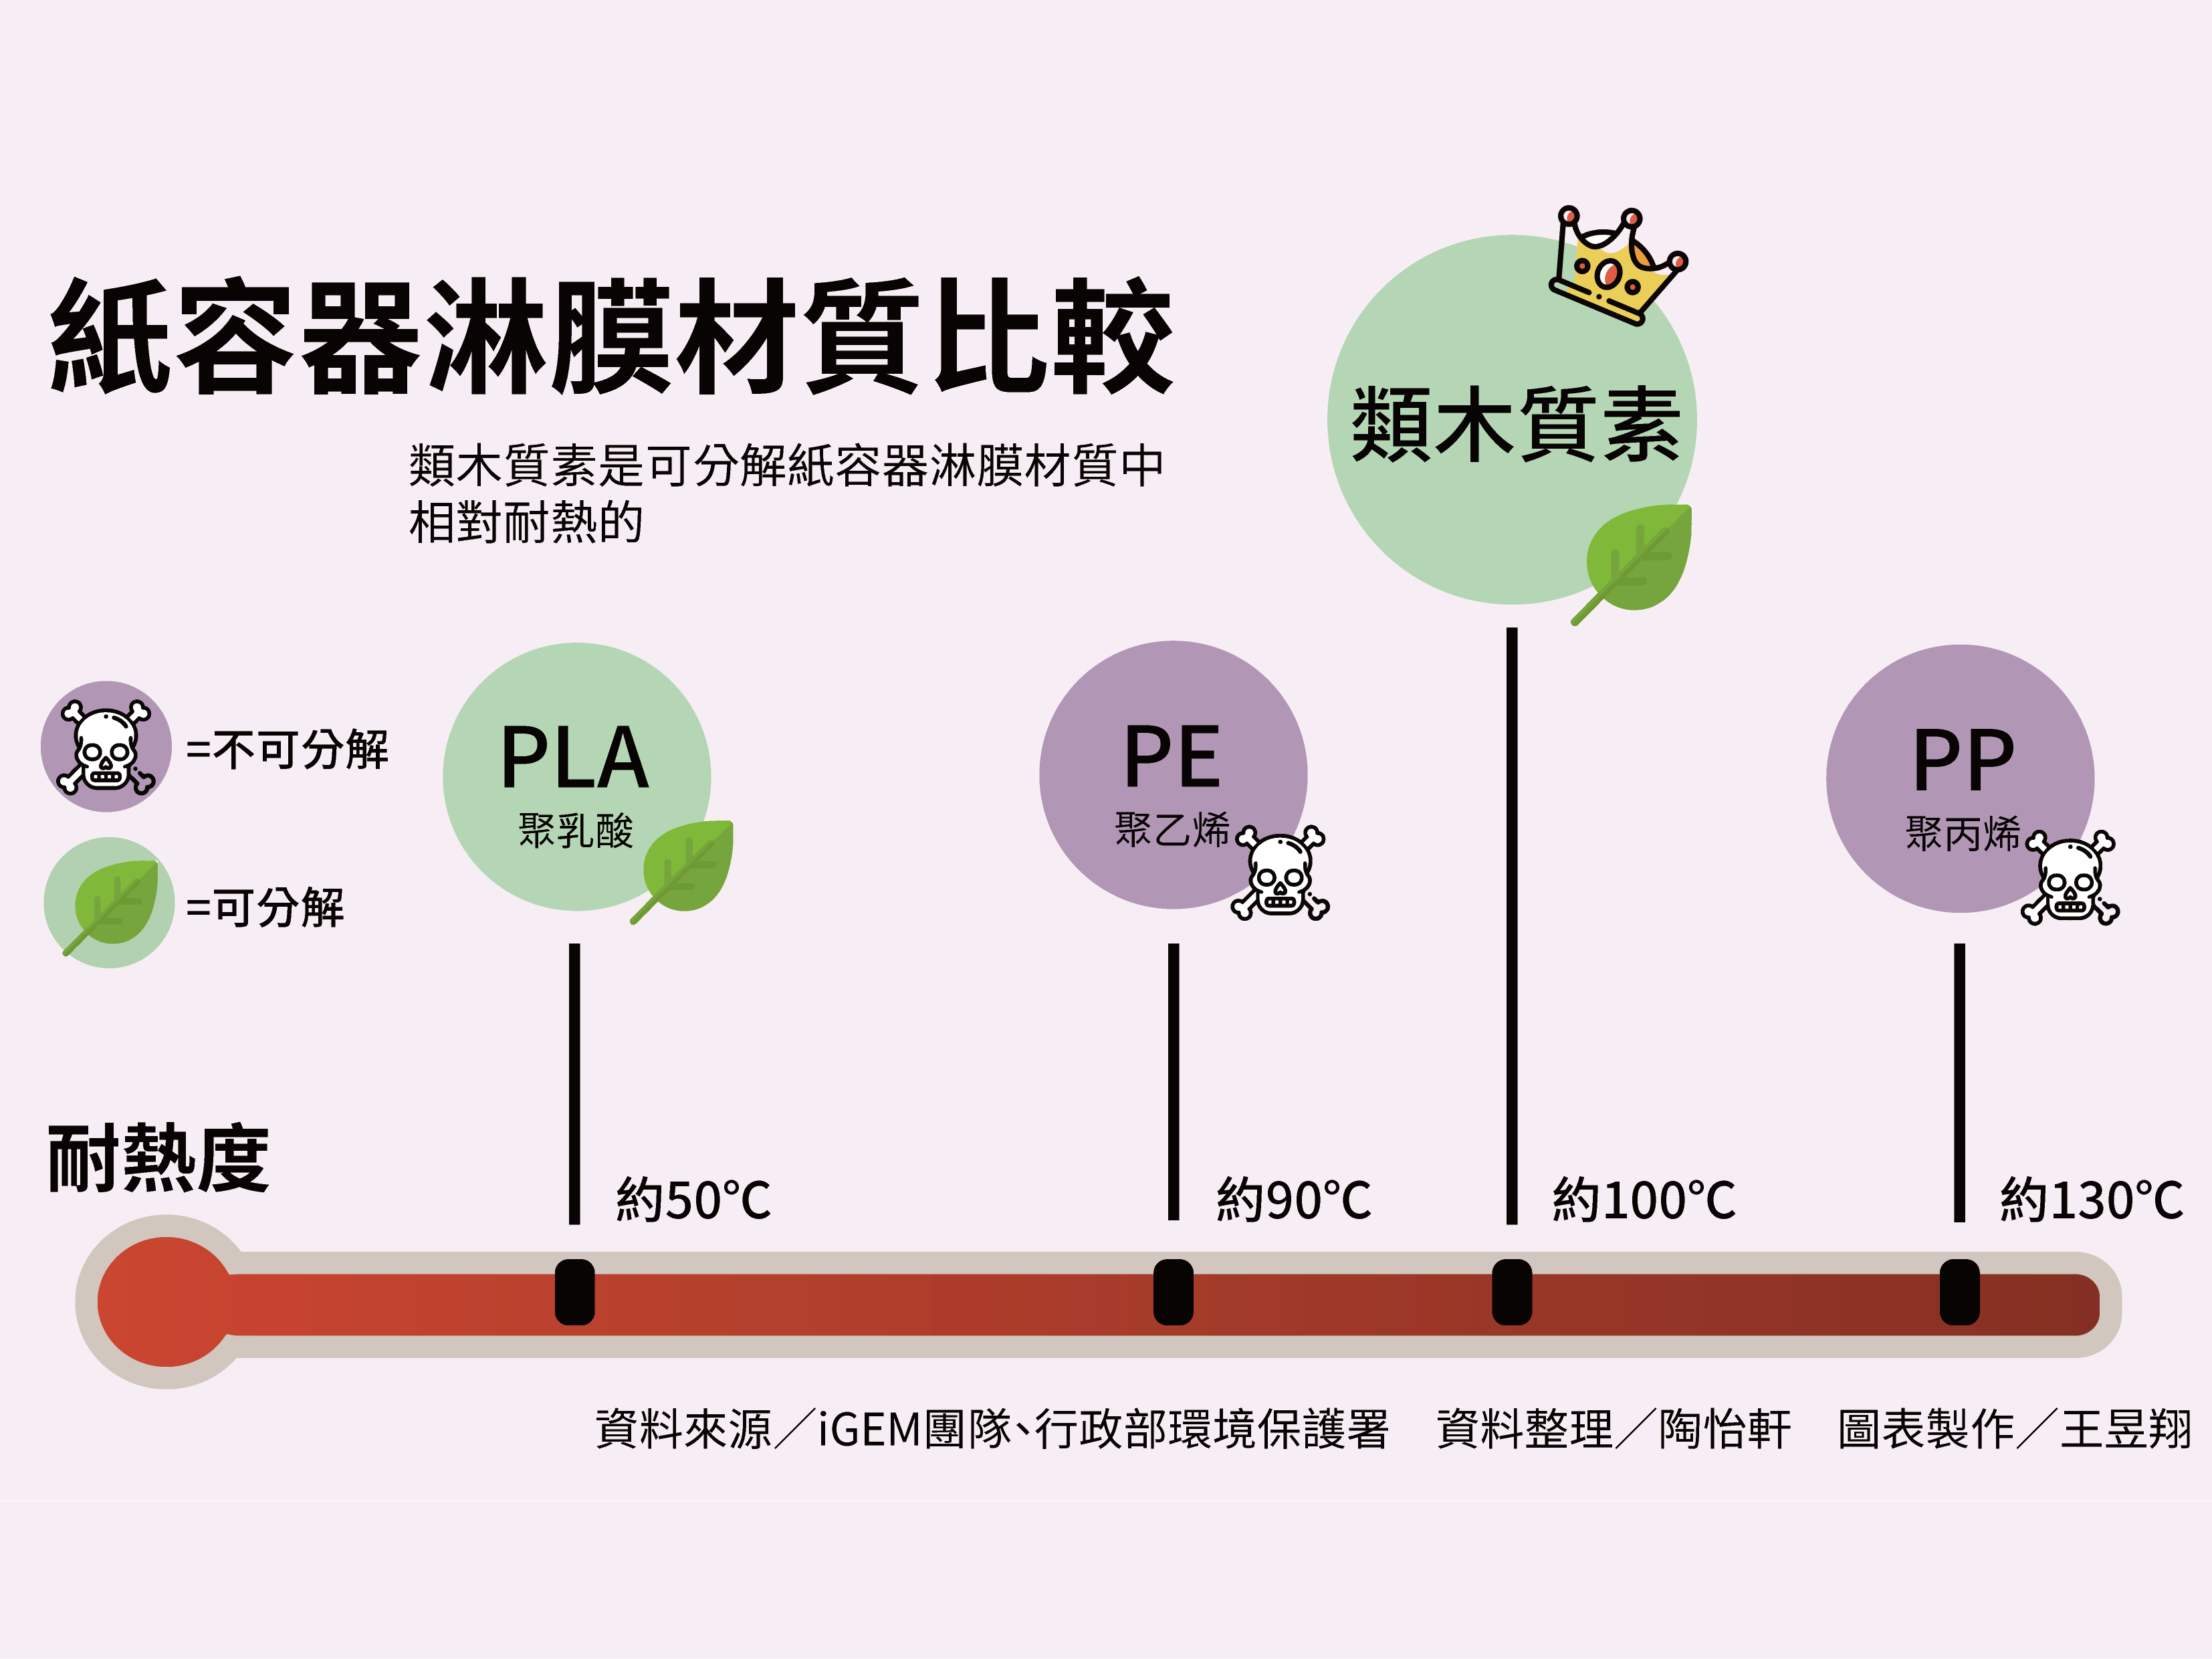 紙容器淋膜材質比較
類木質素是可分解紙容器淋膜材質中
相對耐熱的
類木質素
=不可分解
=可分解
PLA
聚乳酸
PE
聚乙烯
PP
聚丙烯
耐熱度
約50°C
約90°C
約100°C
約130°C
資料來源／iGEM團隊、行政部環境保護署 資料整理／陶怡軒 圖表製作／王昱翔